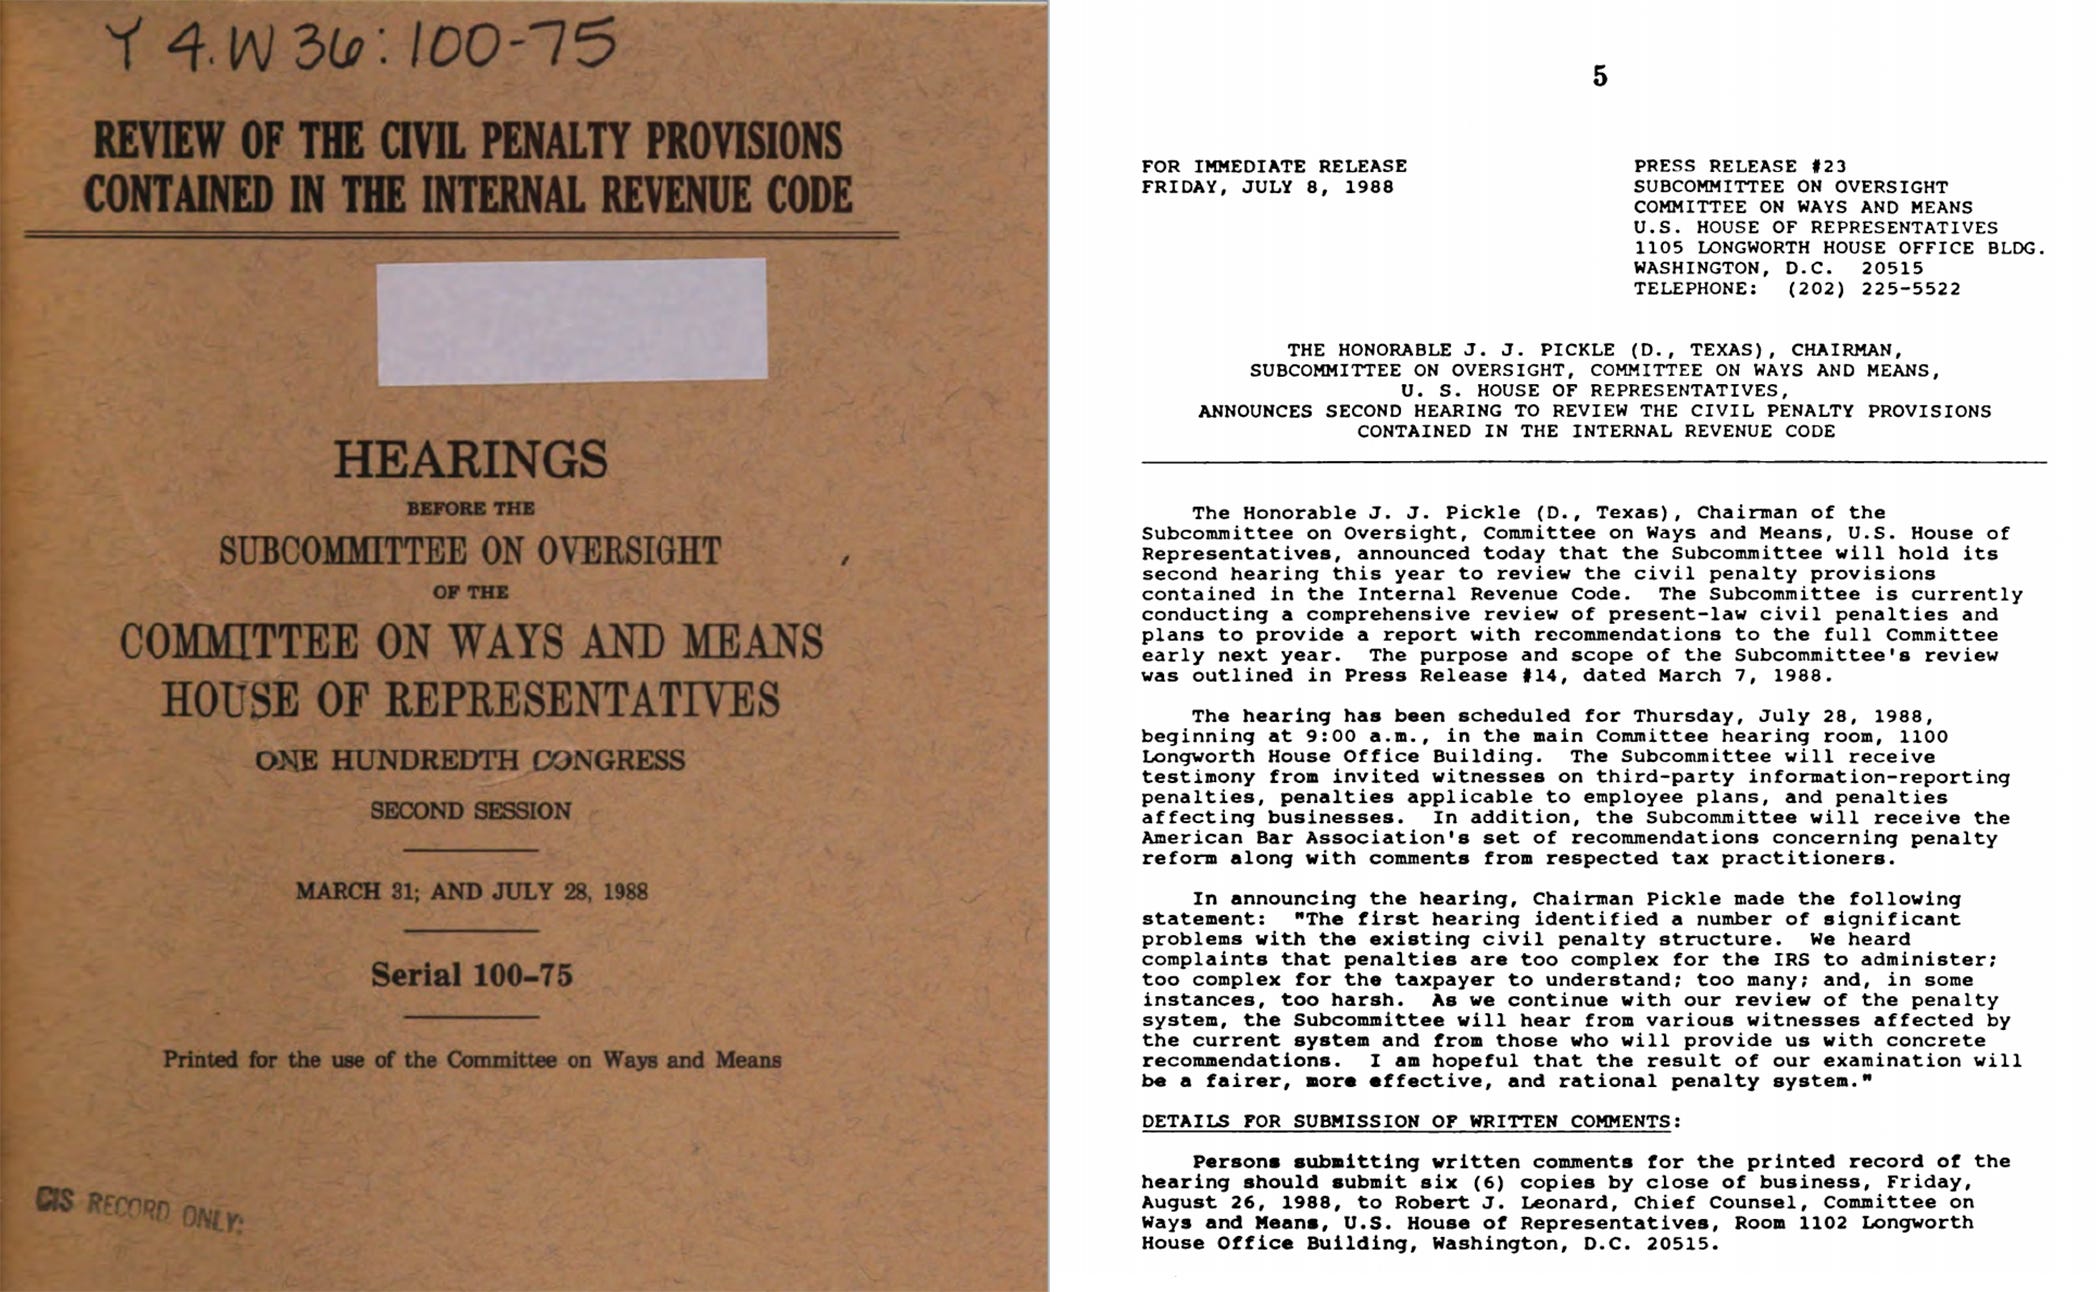 Y 4.W 36:100-75
REVIEW OF THE CIVIL PENALTY PROVISIONS
CONTAINED IN THE INTERNAL REVENUE CODE
HEARINGS
BEFORE THE
SUBCOMMITTEE ON OVERSIGHT
OF THE
COMMITTEE ON WAYS AND MEANS
HOUSE OF REPRESENTATIVES
ONE HUNDREDTH CONGRESS
SECOND SESSION
MARCH 31; AND JULY 28, 1988
Serial 100-75
Printed for the use of the Committee on Ways and Means
CIS RECORD ONLY:
5
FOR IMMEDIATE RELEASE
FRIDAY, JULY 8, 1988
PRESS RELEASE #23
SUBCOMMITTEE ON OVERSIGHT
COMMITTEE ON WAYS AND MEANS
U.S. HOUSE OF REPRESENTATIVES
1105 LONGWORTH HOUSE OFFICE BLDG.
WASHINGTON, D.C. 20515
TELEPHONE: (202) 225-5522
THE HONORABLE J. J. PICKLE (D., TEXAS), CHAIRMAN,
SUBCOMMITTEE ON OVERSIGHT, COMMITTEE ON WAYS AND MEANS,
U. S. HOUSE OF REPRESENTATIVES,
ANNOUNCES SECOND HEARING TO REVIEW THE CIVIL PENALTY PROVISIONS
CONTAINED IN THE INTERNAL REVENUE CODE
The Honorable J. J. Pickle (D., Texas), Chairman of the
Subcommittee on Oversight, Committee on Ways and Means, U.S. House of
Representatives, announced today that the Subcommittee will hold its
second hearing this year to review the civil penalty provisions
contained in the Internal Revenue Code. The Subcommittee is currently
conducting a comprehensive review of present-law civil penalties and
plans to provide a report with recommendations to the full Committee
early next year. The purpose and scope of the Subcommittee's review
was outlined in Press Release #14, dated March 7, 1988.
The hearing has been scheduled for Thursday, July 28, 1988,
beginning at 9:00 a.m., in the main Committee hearing room, 1100
Longworth House Office Building. The Subcommittee will receive
testimony from invited witnesses on third-party information-reporting
penalties, penalties applicable to employee plans, and penalties
affecting businesses. In addition, the Subcommittee will receive the
American Bar Association's set of recommendations concerning penalty
reform along with comments from respected tax practitioners.
In announcing the hearing, Chairman Pickle made the following
statement: "The first hearing identified a number of significant
problems with the existing civil penalty structure. We heard
complaints that penalties are too complex for the IRS to administer;
too complex for the taxpayer to understand; too many; and, in some
instances, too harsh. As we continue with our review of the penalty
system, the Subcommittee will hear from various witnesses affected by
the current system and from those who will provide us with concrete
recommendations. I am hopeful that the result of our examination will
be a fairer, more effective, and rational penalty system."
DETAILS FOR SUBMISSION OF WRITTEN COMMENTS:
Persons submitting written comments for the printed record of the
hearing should submit six (6) copies by close of business, Friday,
August 26, 1988, to Robert J. Leonard, Chief Counsel, Committee on
Ways and Means, U.S. House of Representatives, Room 1102 Longworth
House Office Building, Washington, D.C. 20515.